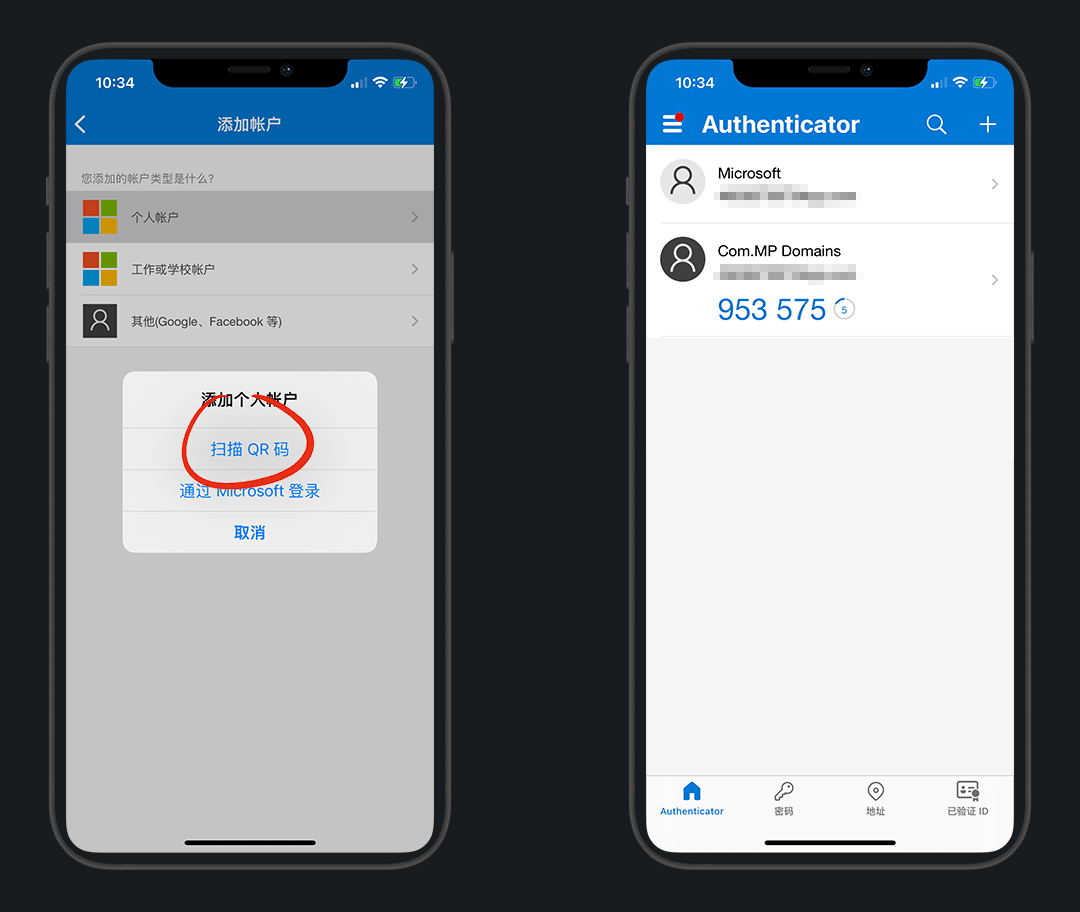 10:34
添加帐户
您添加的帐户类型是什么?
个人帐户
工作或学校帐户
其他(Google、Facebook 等)
添加个人帐户
扫描 QR 码
通过 Microsoft 登录
取消
10:34
Authenticator
Microsoft
Com.MP Domains
953 575
5
Authenticator
密码
地址
已验证 ID